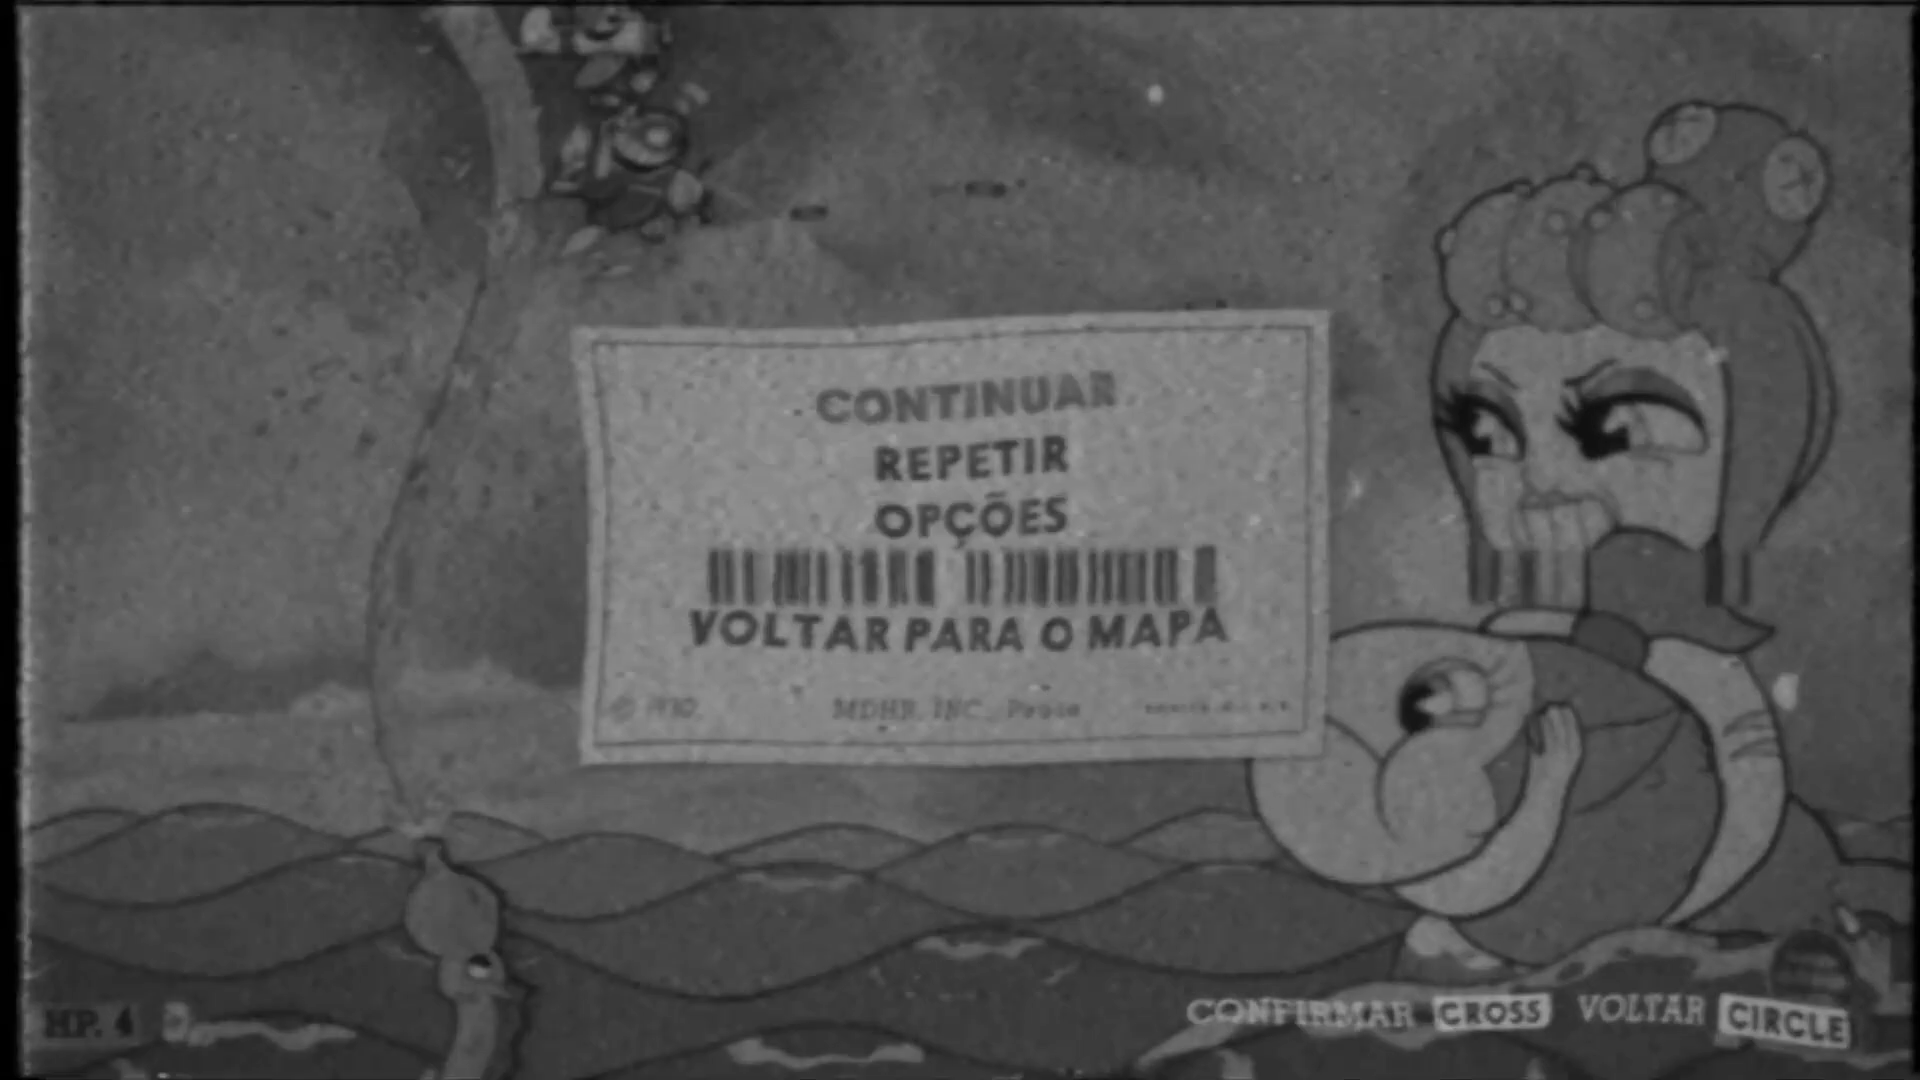 CONTINUAR
REPETIR
OPÇÕES
VOLTAR PARA O MAPA
MDHR. INC.
HP. 4
CONFIRMAR CROSS VOLTAR CIRCLE